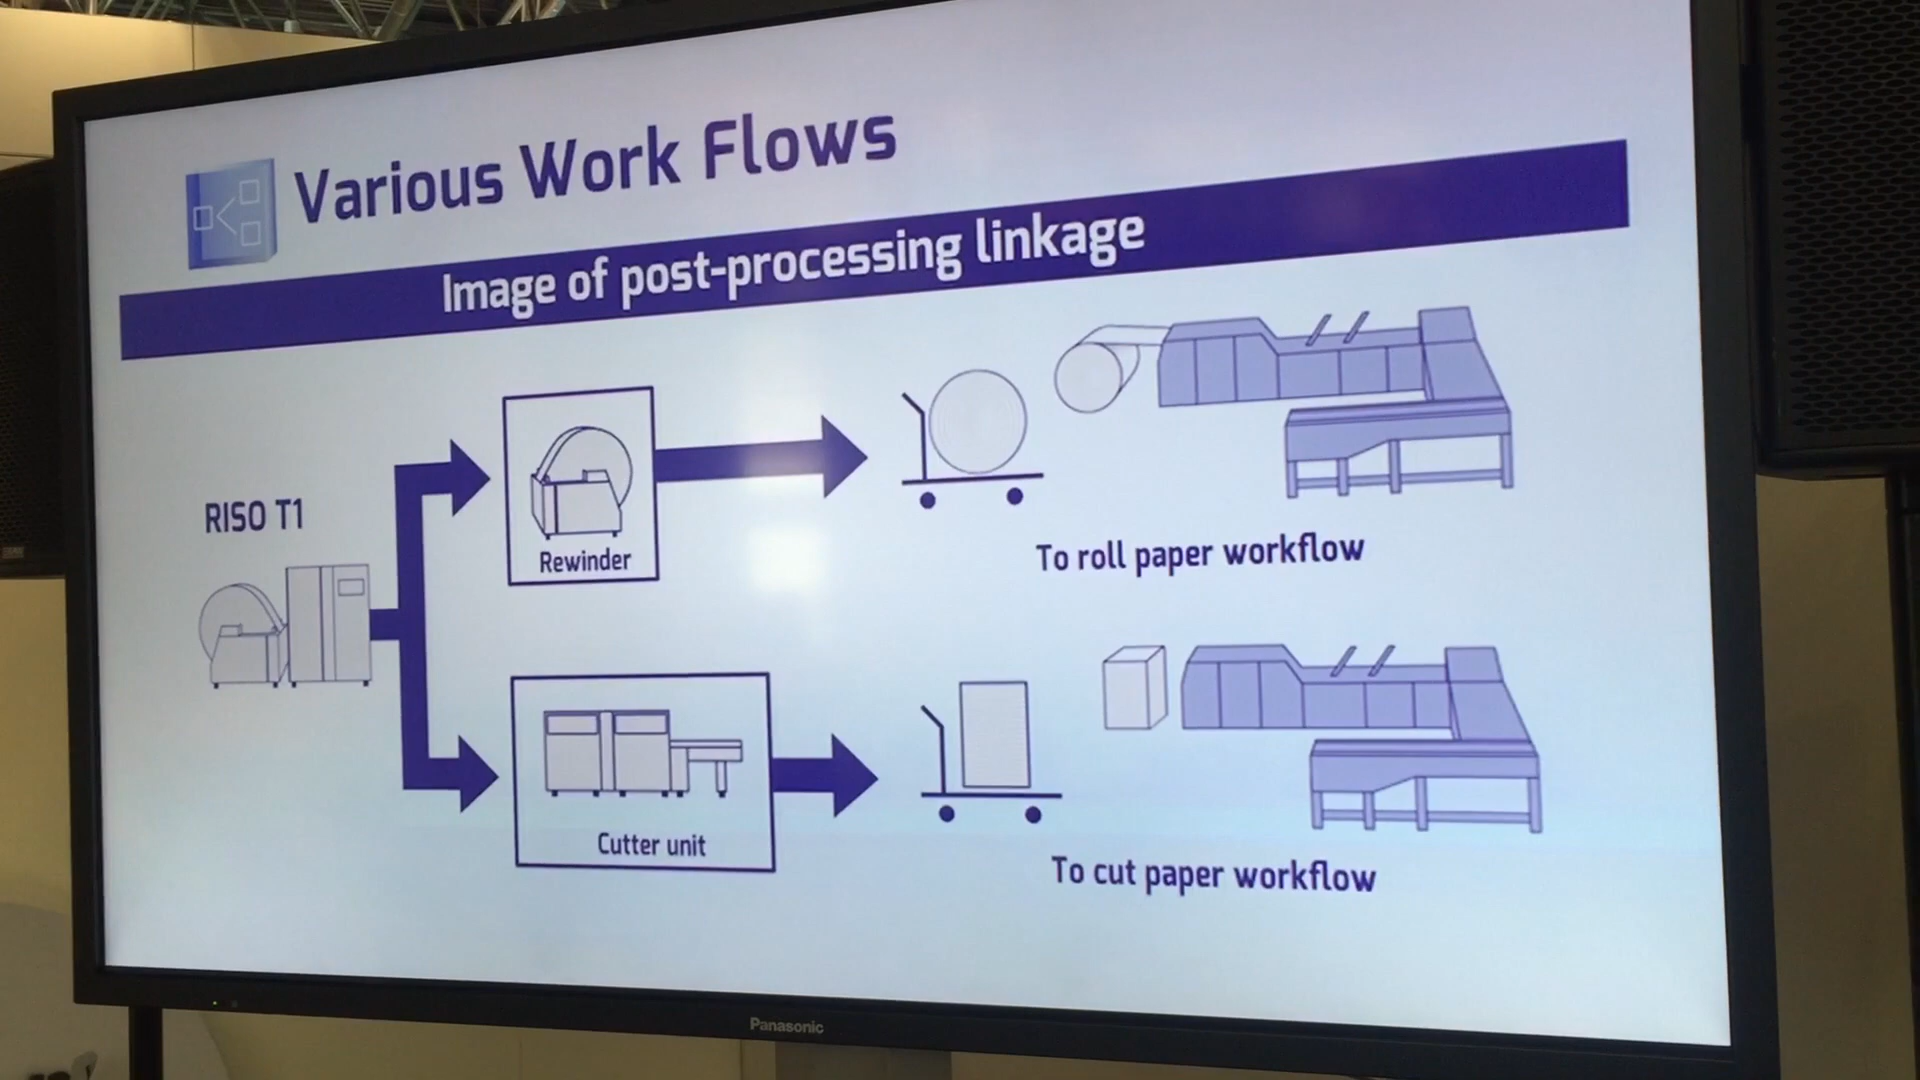 Various Work Flows
Image of post-processing linkage
RISO T1
Rewinder
To roll paper workflow
Cutter unit
To cut paper workflow
Panasonic